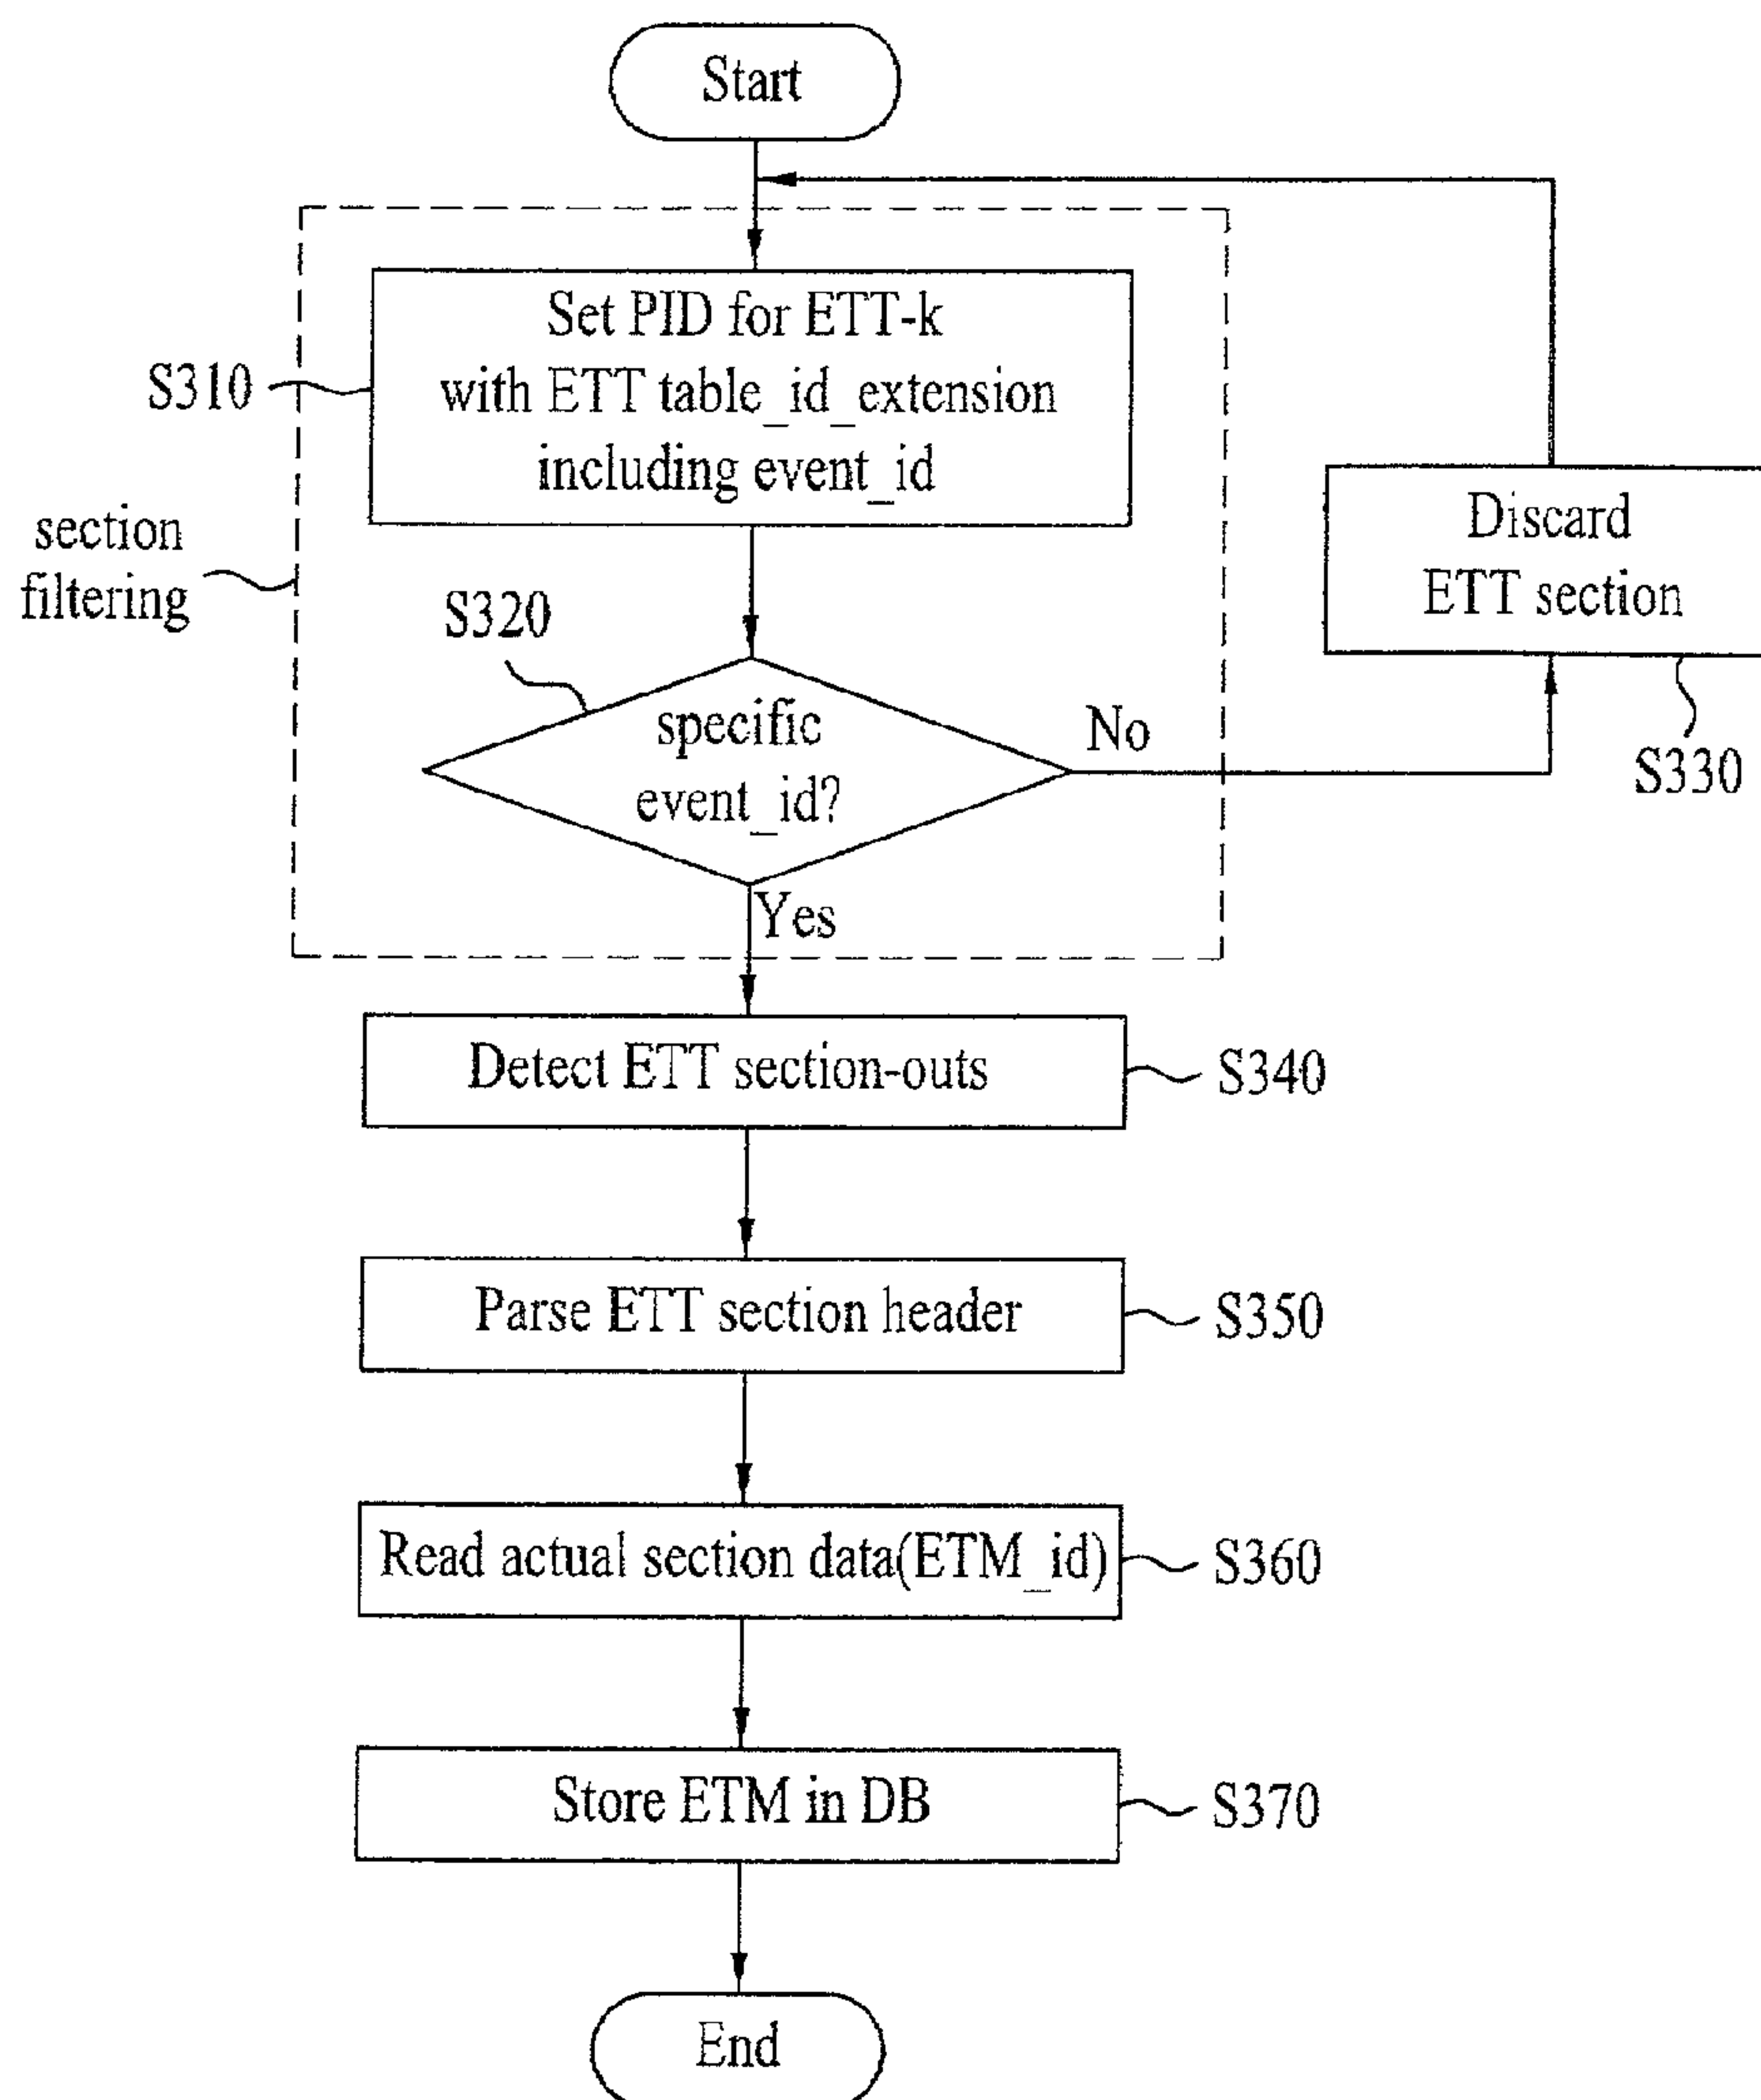 Start
Set PID for ETT-k
with ETT table_id_extension
including event_id
S310
section
filtering
Discard
ETT section
S330
S320
specific
event_id?
No
Yes
Detect ETT section-outs
S340
Parse ETT section header
S350
Read actual section data(ETM_id)
S360
Store ETM in DB
S370
End